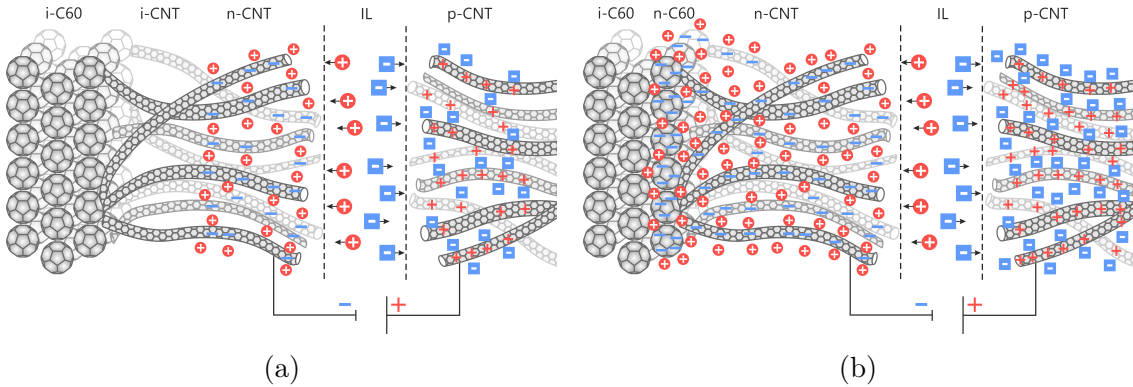 i-C60 i-CNT n-CNT IL p-CNT
i-C60 n-C60 n-CNT IL p-CNT
(a)
(b)